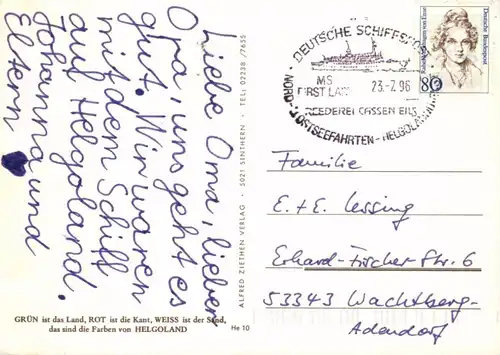 Liebe Oma, lieber
Opa, uns geht es
gut. Wir waren
mit dem Schiff
auf Helgoland.
Johanna und
Eltern
GRÜN ist das Land, ROT ist die Kant, WEISS ist der Sand,
das sind die Farben von HELGOLAND
He 10
ALFRED ZIETHEN VERLAG · 5021 SINTHERN · TEL: 02238 /7655
DEUTSCHE SCHIFFSPOST
MS
FIRST LADY
23.-7.96
REEDEREI CASSEN EILS
NORD- OSTSEEFAHRTEN - HELGOLAND
Deutsche Bundespost
80
Familie
E. + E. Lessing
Erhard-Fischer Str. 6
53343 Wachtberg-
Adendorf